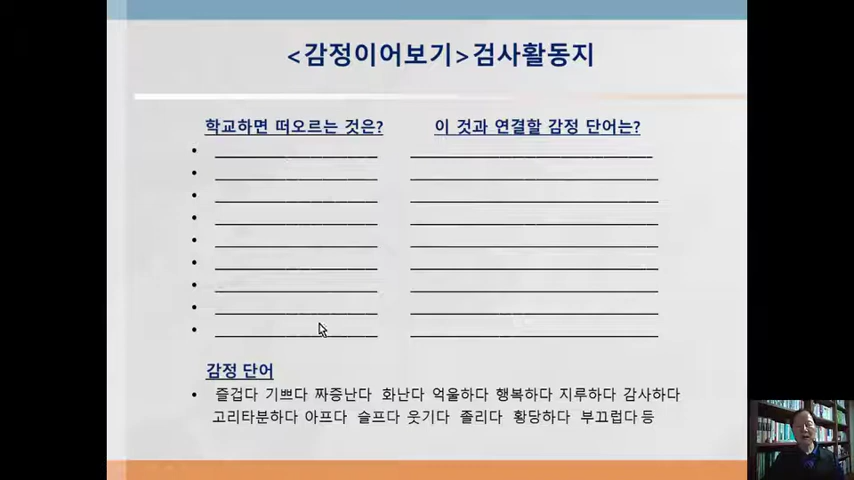 <감정이어보기>검사활동지
학교하면 떠오르는 것은? 이 것과 연결할 감정 단어는?
감정 단어
• 즐겁다 기쁘다 짜증난다 화난다 억울하다 행복하다 지루하다 감사하다
고리타분하다 아프다 슬프다 웃기다 졸리다 황당하다 부끄럽다 등